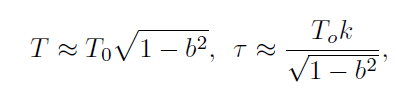 T ≈ T₀√(1 − b²), τ ≈ Tₒk / √(1 − b²),